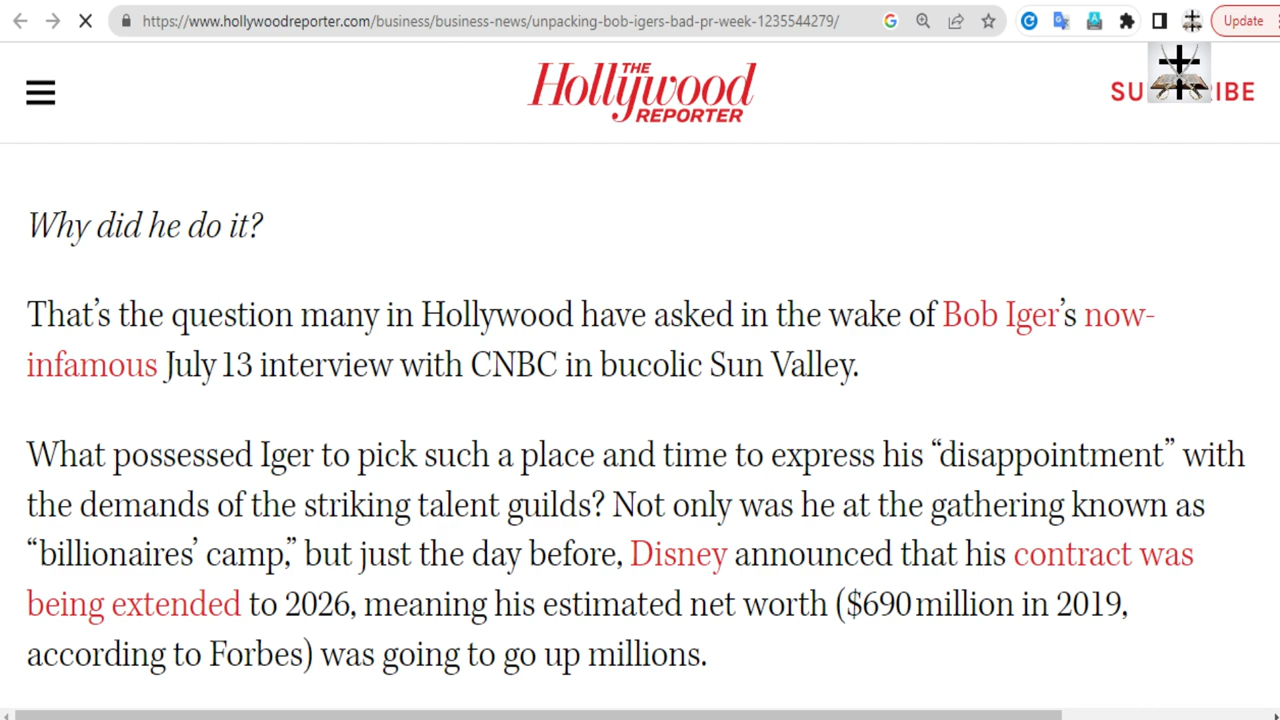 https://www.hollywoodreporter.com/business/business-news/unpacking-bob-igers-bad-pr-week-1235544279/
Update
THE
Hollywood
REPORTER
SU IBE
Why did he do it?
That’s the question many in Hollywood have asked in the wake of Bob Iger’s now-
infamous July 13 interview with CNBC in bucolic Sun Valley.
What possessed Iger to pick such a place and time to express his “disappointment” with
the demands of the striking talent guilds? Not only was he at the gathering known as
“billionaires’ camp,” but just the day before, Disney announced that his contract was
being extended to 2026, meaning his estimated net worth ($690 million in 2019,
according to Forbes) was going to go up millions.